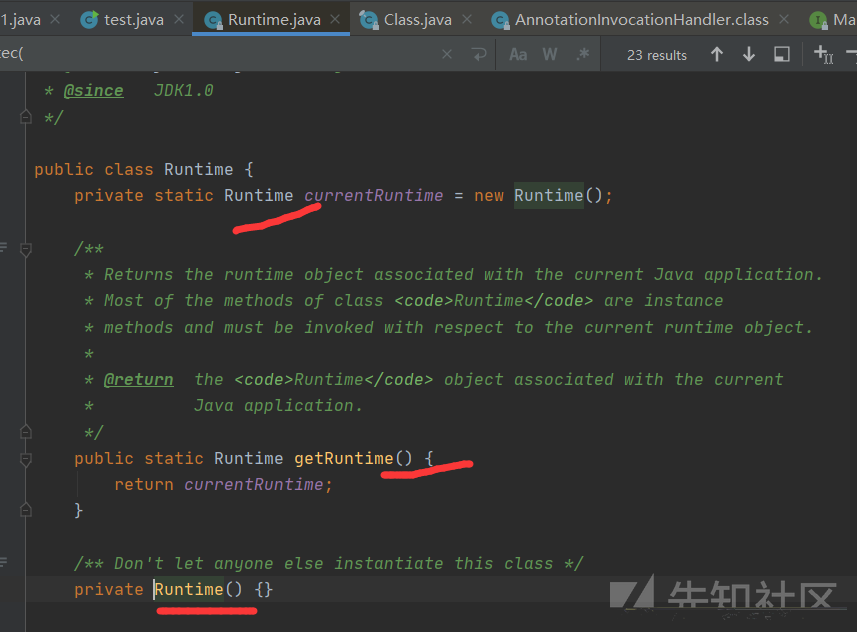 1.java test.java Runtime.java Class.java AnnotationInvocationHandler.class Ma
ec( Aa W .* 23 results
* @since JDK1.0
*/
public class Runtime {
private static Runtime currentRuntime = new Runtime();
/**
* Returns the runtime object associated with the current Java application.
* Most of the methods of class <code>Runtime</code> are instance
* methods and must be invoked with respect to the current runtime object.
*
* @return the <code>Runtime</code> object associated with the current
* Java application.
*/
public static Runtime getRuntime() {
return currentRuntime;
}
/** Don't let anyone else instantiate this class */
private Runtime() {}
先知社区